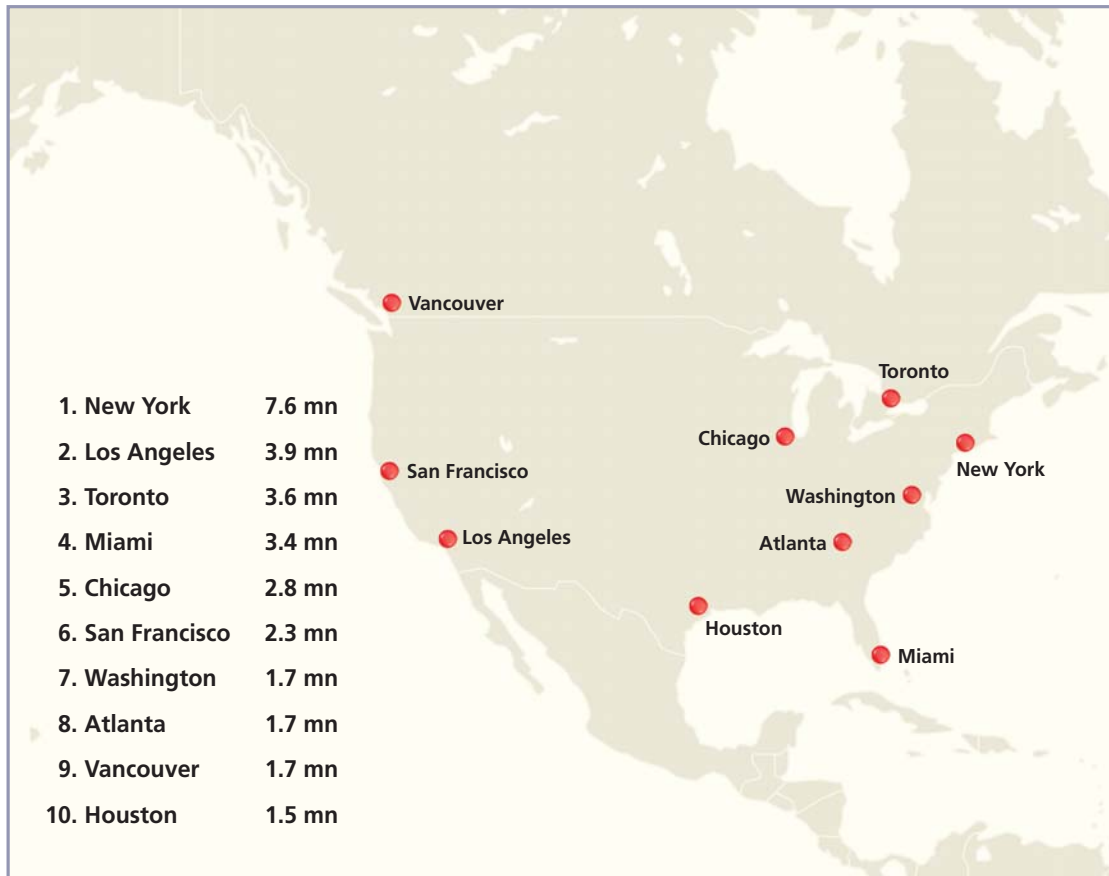 Vancouver
Toronto
Chicago
New York
San Francisco
Washington
Los Angeles
Atlanta
Houston
Miami
1. New York 7.6 mn
2. Los Angeles 3.9 mn
3. Toronto 3.6 mn
4. Miami 3.4 mn
5. Chicago 2.8 mn
6. San Francisco 2.3 mn
7. Washington 1.7 mn
8. Atlanta 1.7 mn
9. Vancouver 1.7 mn
10. Houston 1.5 mn